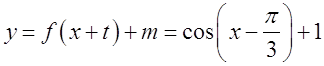 y = f(x+t)+m = cos(x − π/3)+1